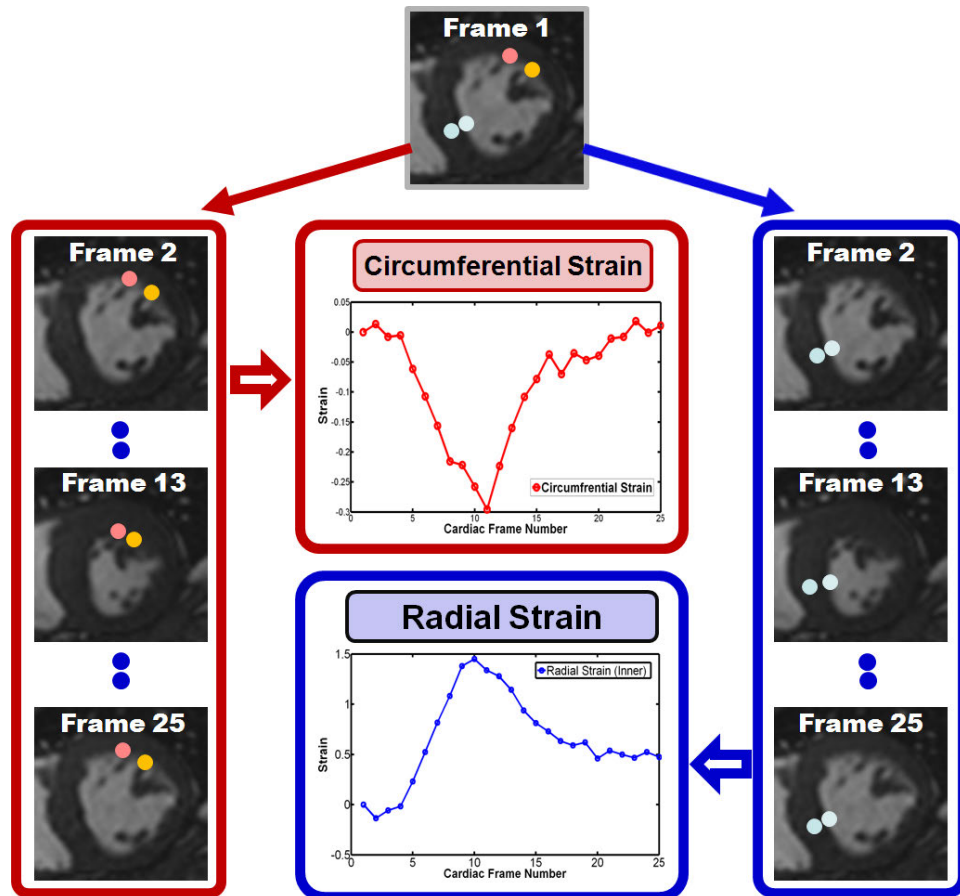 Frame 1
Frame 2
Frame 13
Frame 25
Circumferential Strain
0.05
0
-0.05
-0.1
-0.15
-0.2
-0.25
-0.3
Strain
Circumfrential Strain
0 5 10 15 20 25
Cardiac Frame Number
Radial Strain
1.5
1
0.5
0
-0.5
Strain
Radial Strain (Inner)
0 5 10 15 20 25
Cardiac Frame Number
Frame 2
Frame 13
Frame 25